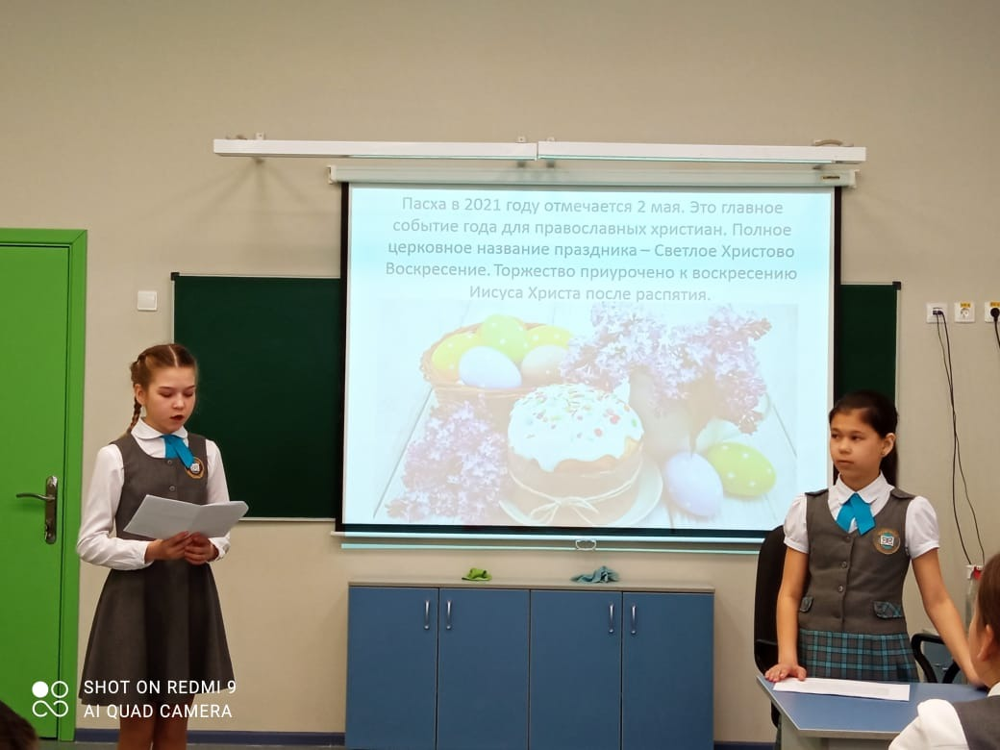 Пасха в 2021 году отмечается 2 мая. Это главное
событие года для православных христиан. Полное
церковное название праздника – Светлое Христово
Воскресение. Торжество приурочено к воскресению
Иисуса Христа после распятия.
SHOT ON REDMI 9
AI QUAD CAMERA